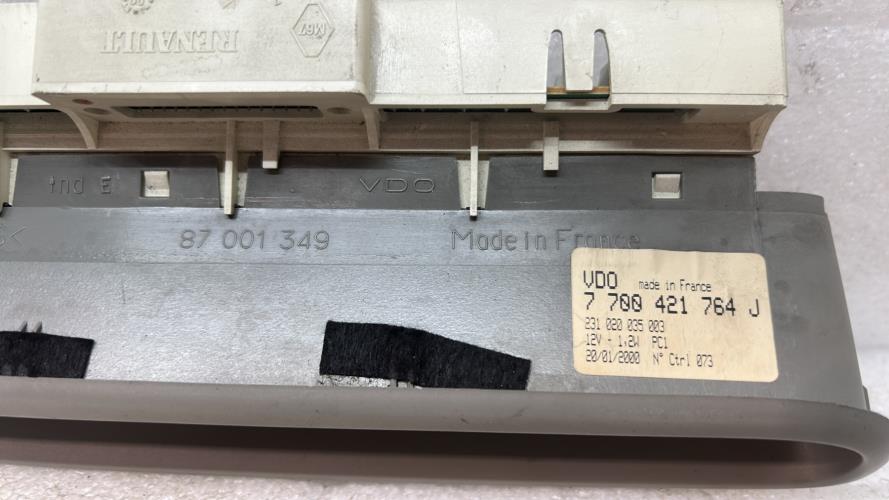 RENAULT
M67
Ind E
VDO
87 001 349
Made in France
VDO made in France
7 700 421 764 J
231 020 035 003
12V - 1,2W PC1
20/01/2000 N° Ctrl 073